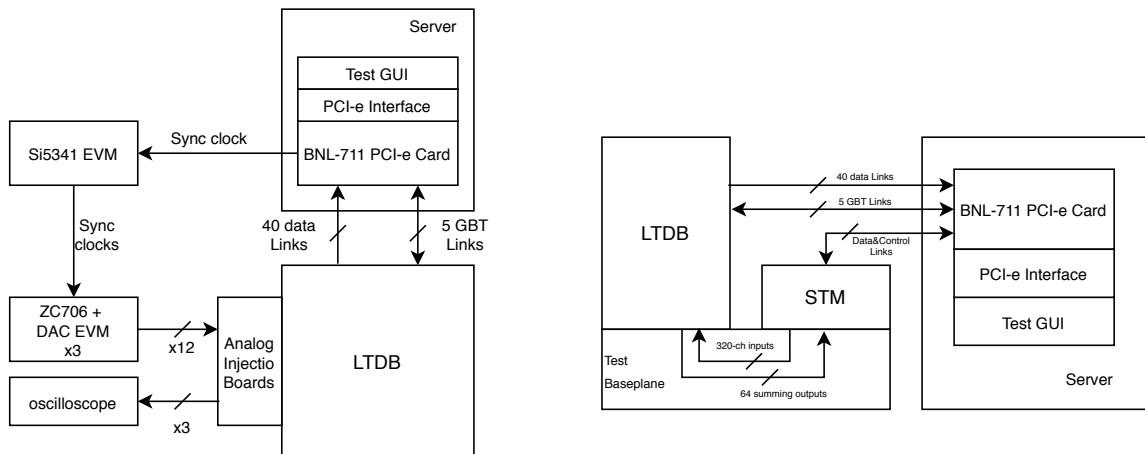 Server
Test GUI
PCI-e Interface
BNL-711 PCI-e Card
Sync clock
Si5341 EVM
Sync
clocks
40 data
Links
5 GBT
Links
ZC706 +
DAC EVM
x3
x12
Analog
Injectio
Boards
LTDB
oscilloscope
x3
LTDB
40 data Links
5 GBT Links
Data&Control
Links
BNL-711 PCI-e Card
PCI-e Interface
Test GUI
Server
STM
320-ch inputs
Test
Baseplane
64 summing outputs